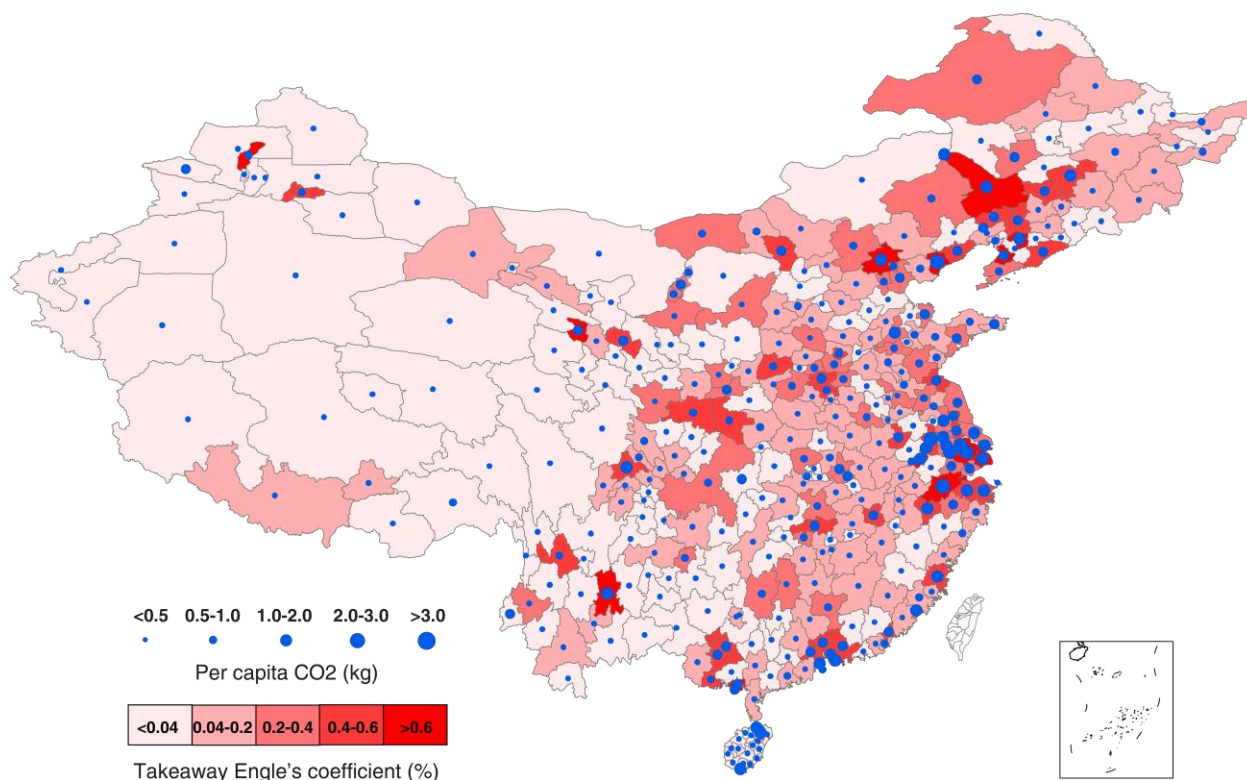 <0.5 0.5-1.0 1.0-2.0 2.0-3.0 >3.0
Per capita CO2 (kg)
<0.04 0.04-0.2 0.2-0.4 0.4-0.6 >0.6
Takeaway Engle's coefficient (%)